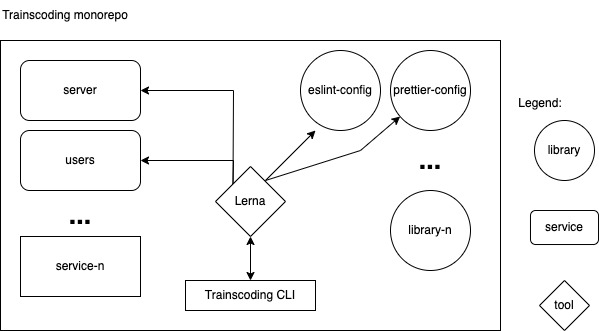 Trainscoding monorepo
server
eslint-config
prettier-config
Legend:
library
users
...
...
Lerna
library-n
service
service-n
Trainscoding CLI
tool